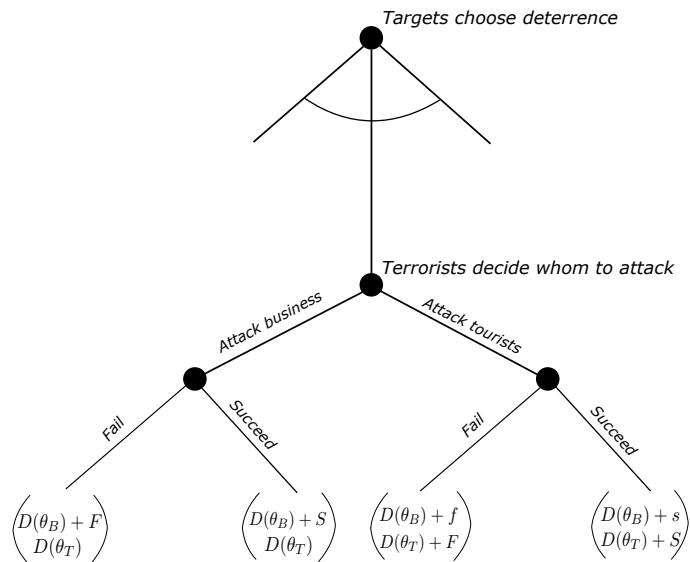 Targets choose deterrence
Terrorists decide whom to attack
Attack business
Attack tourists
Fail
Succeed
Fail
Succeed
D(θ_B) + F
D(θ_T)
D(θ_B) + S
D(θ_T)
D(θ_B) + f
D(θ_T) + F
D(θ_B) + s
D(θ_T) + S